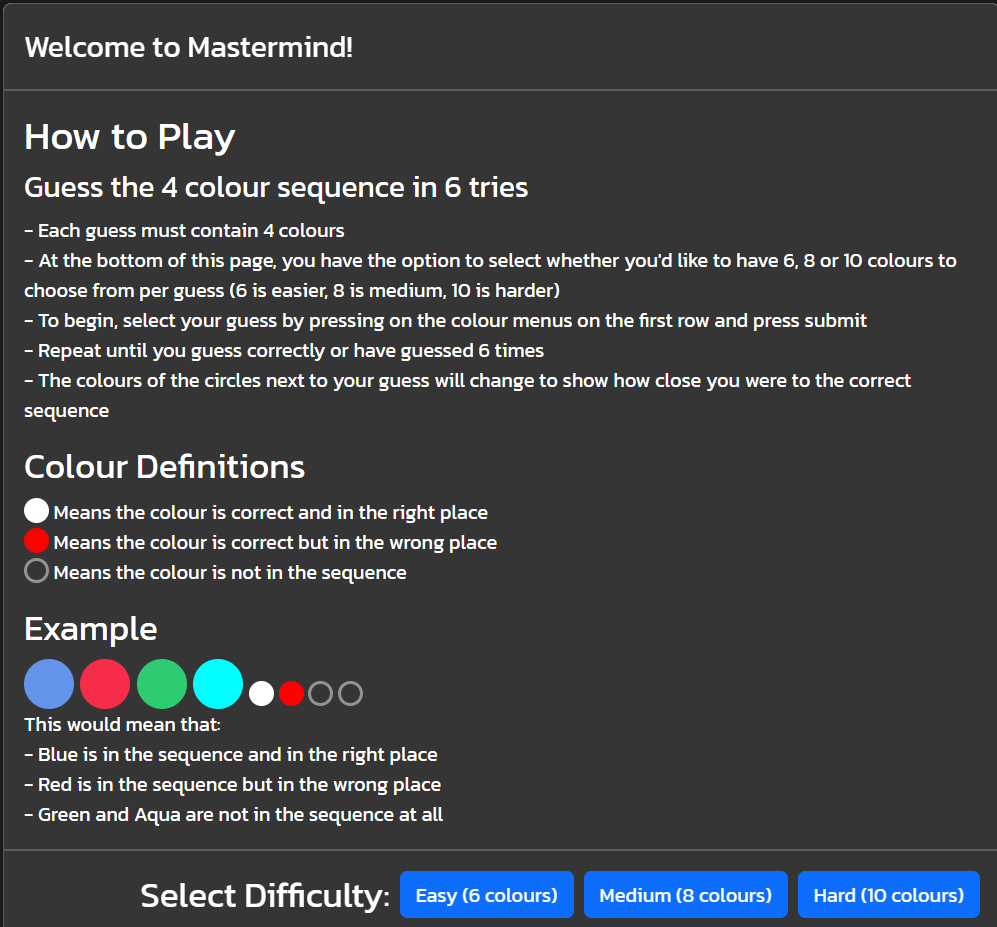 Welcome to Mastermind!
How to Play
Guess the 4 colour sequence in 6 tries
- Each guess must contain 4 colours
- At the bottom of this page, you have the option to select whether you'd like to have 6, 8 or 10 colours to
choose from per guess (6 is easier, 8 is medium, 10 is harder)
- To begin, select your guess by pressing on the colour menus on the first row and press submit
- Repeat until you guess correctly or have guessed 6 times
- The colours of the circles next to your guess will change to show how close you were to the correct
sequence
Colour Definitions
Means the colour is correct and in the right place
Means the colour is correct but in the wrong place
Means the colour is not in the sequence
Example
This would mean that:
- Blue is in the sequence and in the right place
- Red is in the sequence but in the wrong place
- Green and Aqua are not in the sequence at all
Select Difficulty: Easy (6 colours) Medium (8 colours) Hard (10 colours)